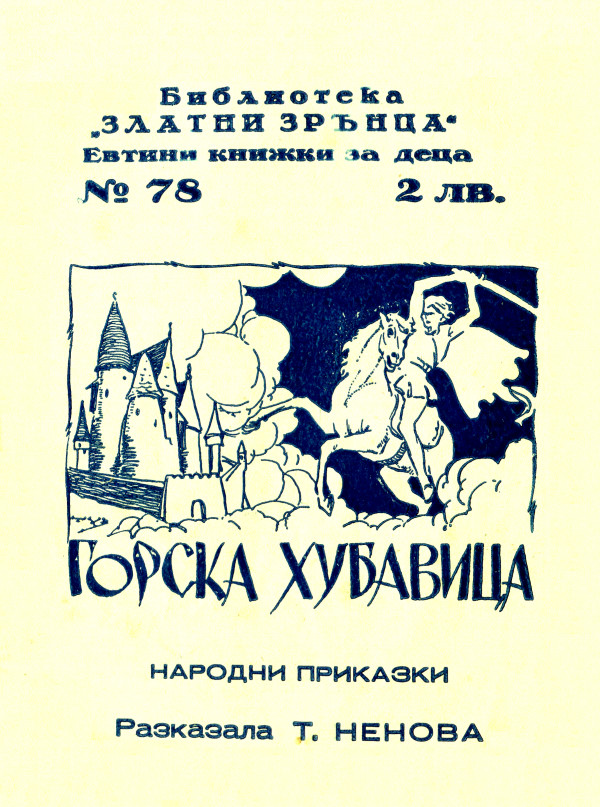 Библиотека
„ЗЛАТНИ ЗРЪНЦА“
Евтини книжки за деца
№ 78 2 лв.
ГОРСКА ХУБАВИЦА
НАРОДНИ ПРИКАЗКИ
Разказала Т. НЕНОВА